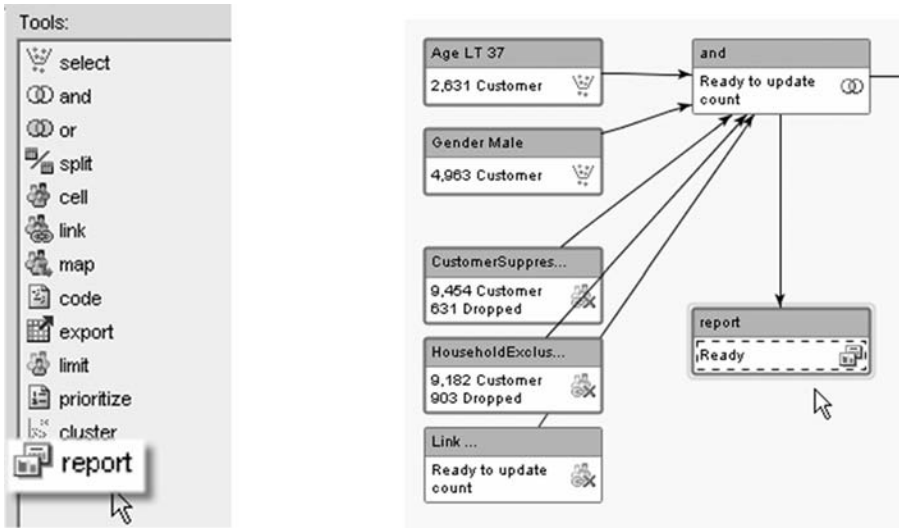 Tools:
select
and
or
split
cell
link
map
code
export
limit
prioritize
cluster
report
Age LT 37
2,631 Customer
Gender Male
4,963 Customer
CustomerSuppres...
9,454 Customer
631 Dropped
HouseholdExclus...
9,182 Customer
903 Dropped
Link ...
Ready to update
count
and
Ready to update
count
report
Ready